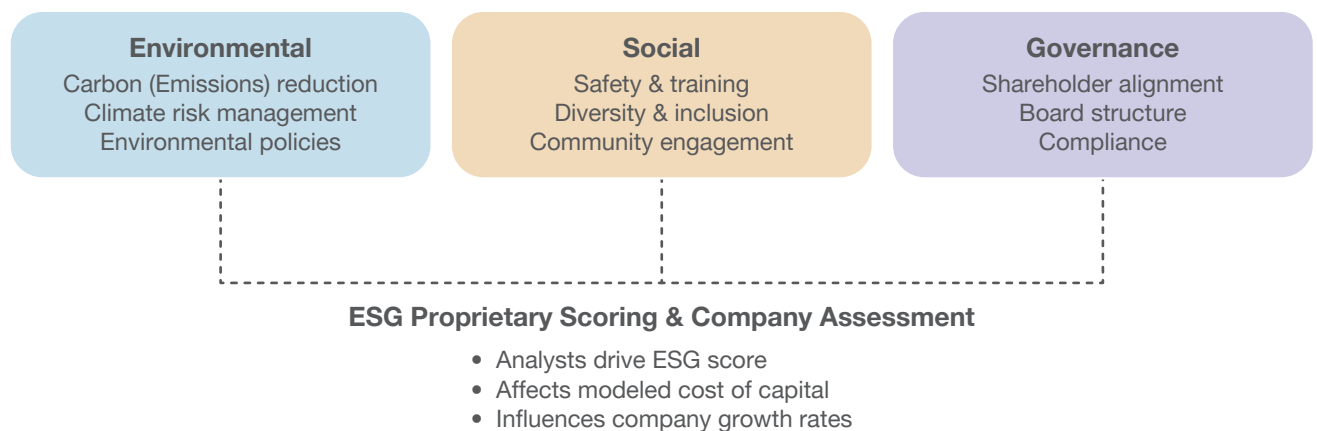 Environmental
Carbon (Emissions) reduction
Climate risk management
Environmental policies
Social
Safety & training
Diversity & inclusion
Community engagement
Governance
Shareholder alignment
Board structure
Compliance
ESG Proprietary Scoring & Company Assessment
• Analysts drive ESG score
• Affects modeled cost of capital
• Influences company growth rates